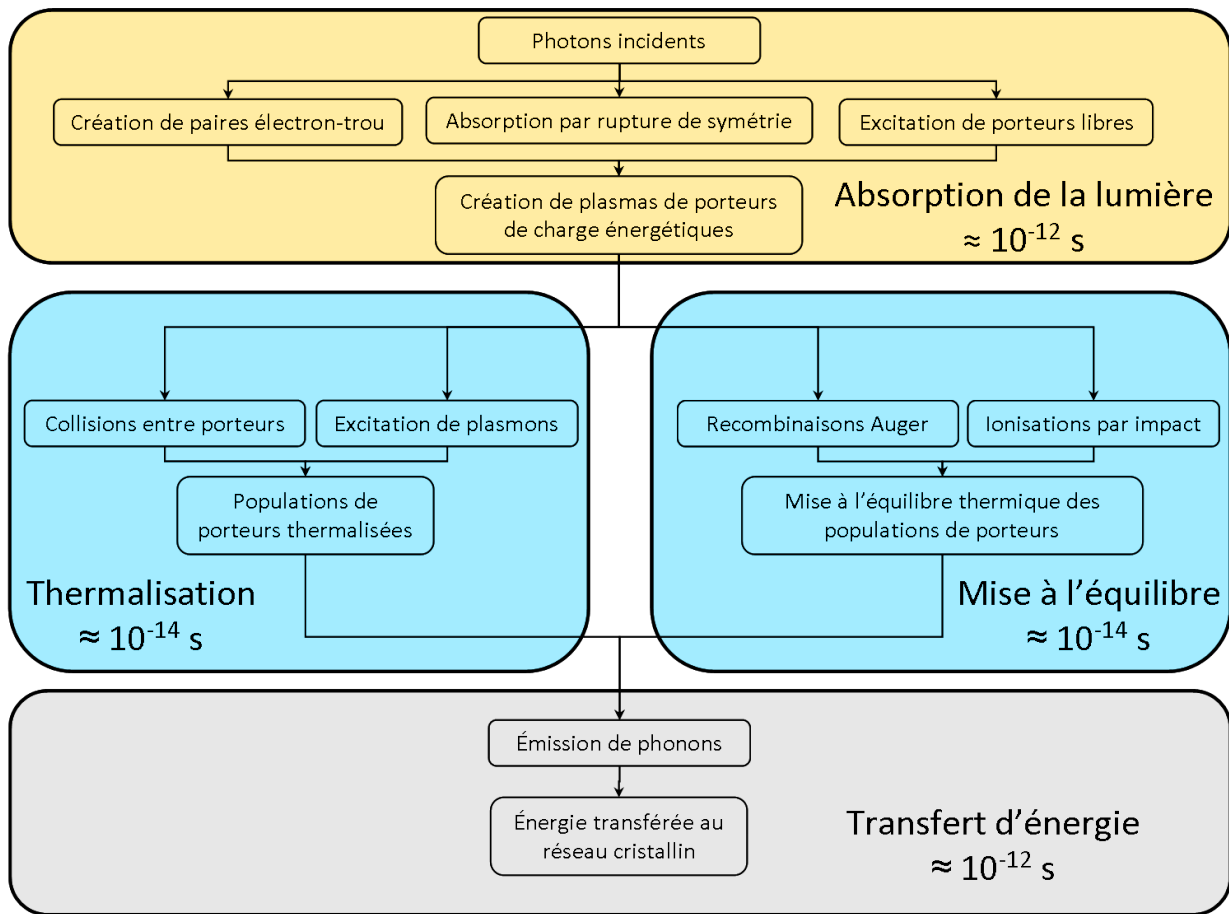 Photons incidents
Création de paires électron-trou
Absorption par rupture de symétrie
Excitation de porteurs libres
Création de plasmas de porteurs
de charge énergétiques
Absorption de la lumière
≈ 10⁻¹² s
Collisions entre porteurs
Excitation de plasmons
Populations de
porteurs thermalisées
Thermalisation
≈ 10⁻¹⁴ s
Recombinaisons Auger
Ionisations par impact
Mise à l’équilibre thermique des
populations de porteurs
Mise à l’équilibre
≈ 10⁻¹⁴ s
Émission de phonons
Énergie transférée au
réseau cristallin
Transfert d’énergie
≈ 10⁻¹² s